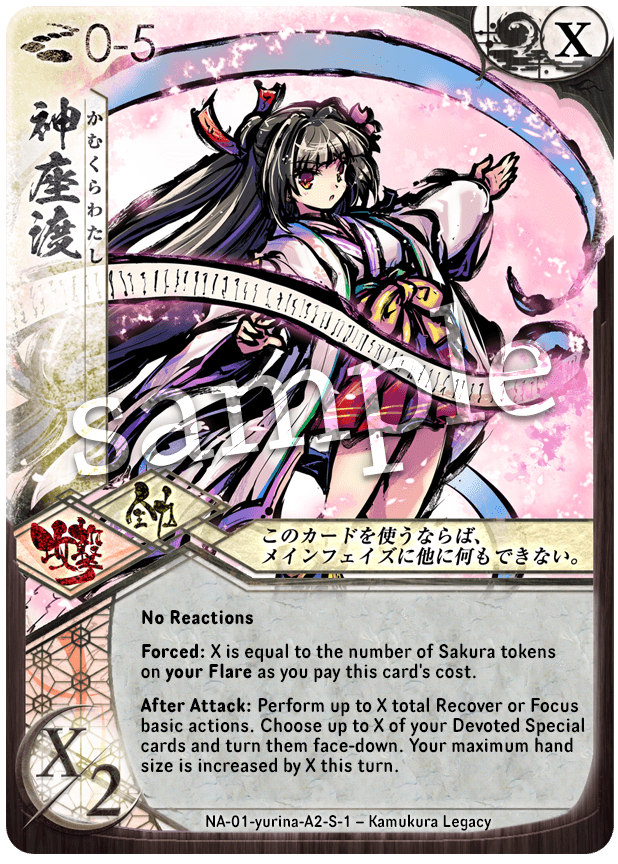 0-5
X
神座渡
かむくらわたし
sample
攻撃
全力
このカードを使うならば、
メインフェイズに他に何もできない。
No Reactions
Forced: X is equal to the number of Sakura tokens
on your Flare as you pay this card's cost.
After Attack: Perform up to X total Recover or Focus
basic actions. Choose up to X of your Devoted Special
cards and turn them face-down. Your maximum hand
size is increased by X this turn.
X/2
NA-01-yurina-A2-S-1 – Kamukura Legacy